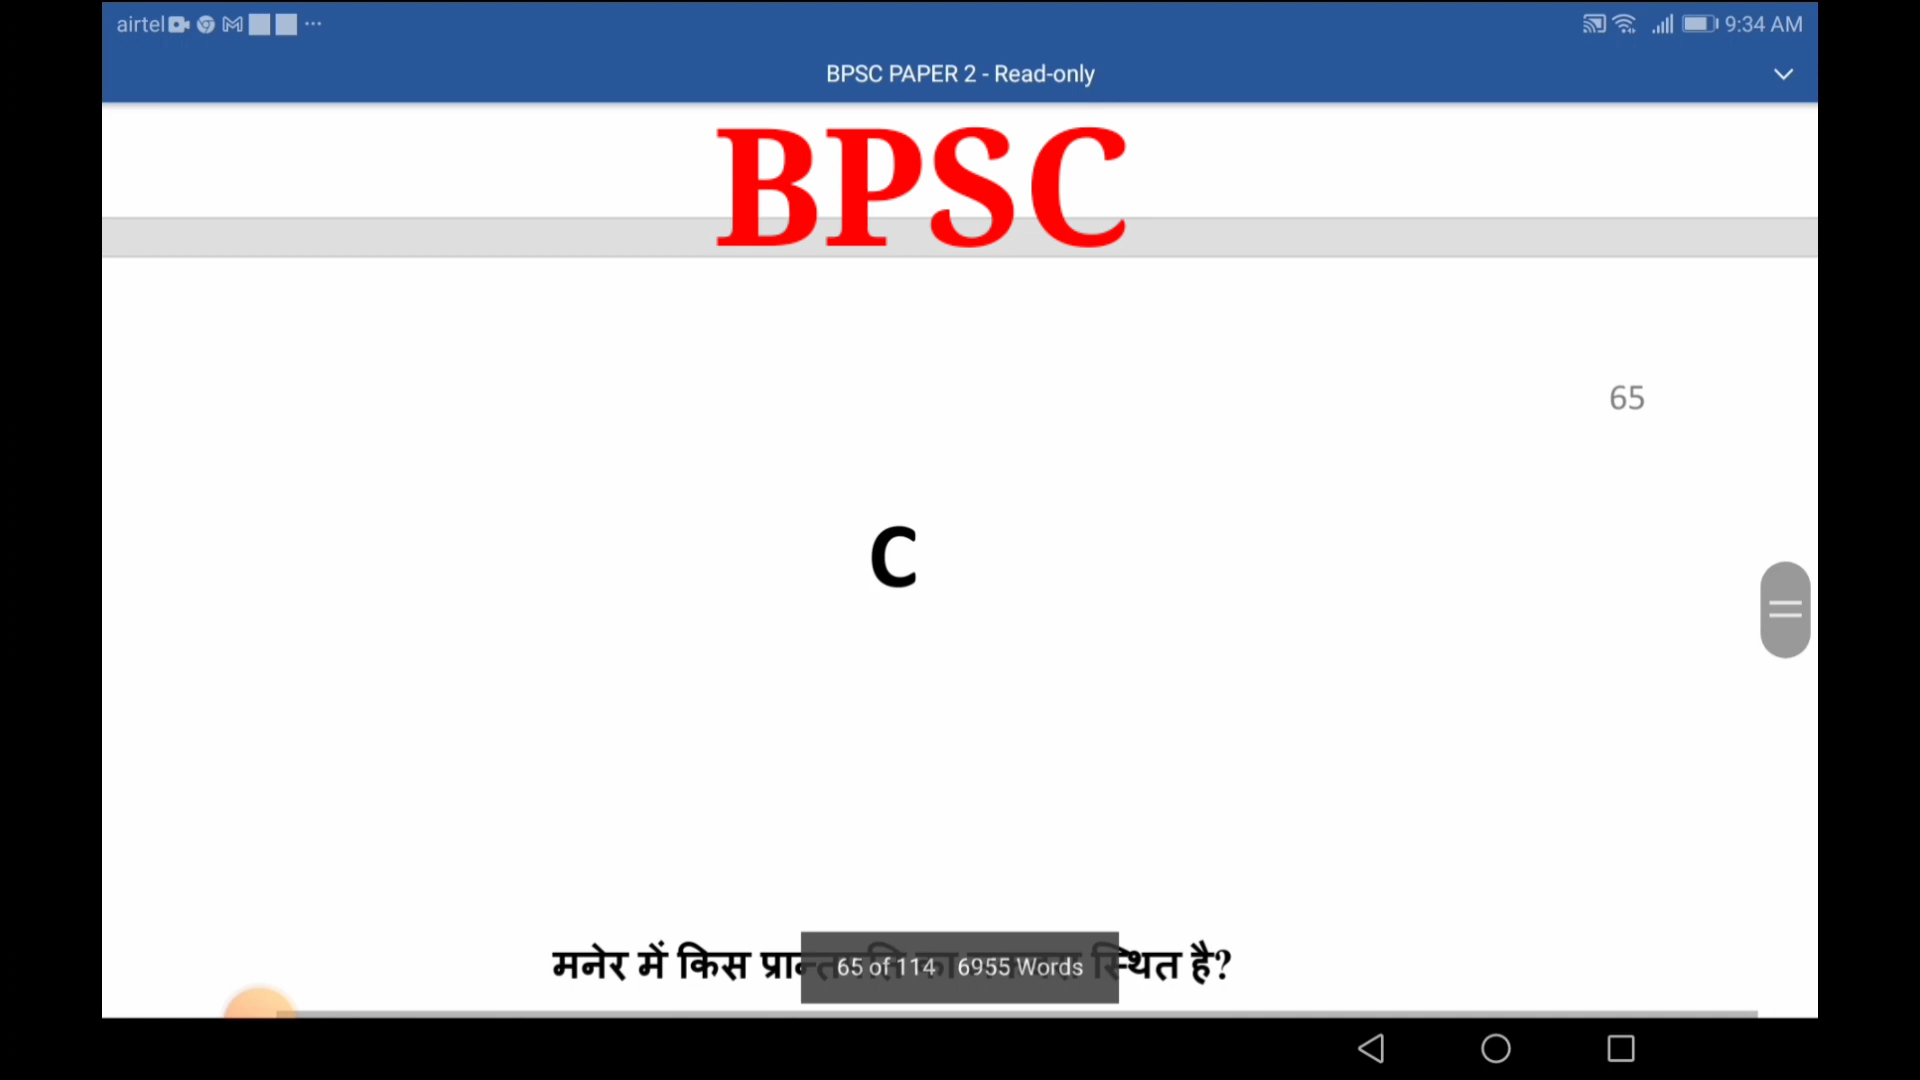 airtel 9:34 AM
BPSC PAPER 2 - Read-only
BPSC
65
C
मनेर में किस का स्थित है?
65 of 114 6955 Words